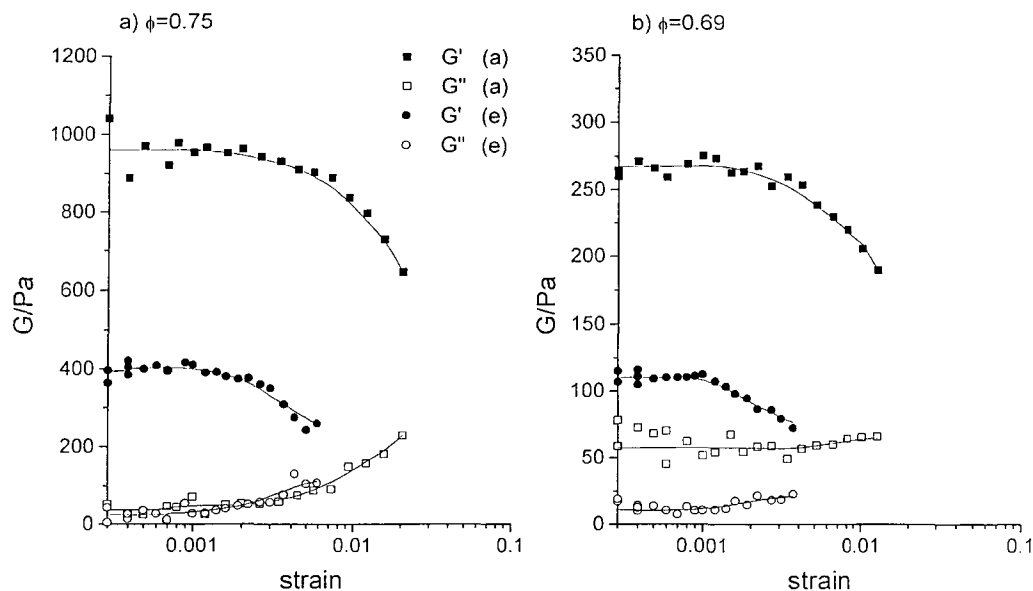 a) ϕ=0.75
b) ϕ=0.69
G' (a)
G'' (a)
G' (e)
G'' (e)
1200
1000
800
600
400
200
0
G/Pa
0.001
0.01
0.1
strain
350
300
250
200
150
100
50
0
G/Pa
0.001
0.01
0.1
strain